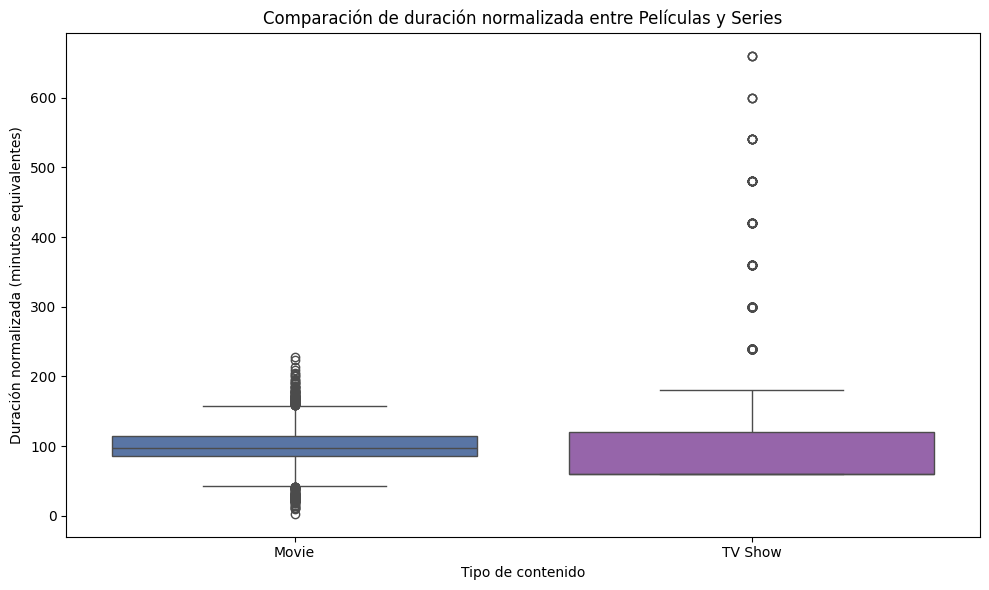 Comparación de duración normalizada entre Películas y Series
Duración normalizada (minutos equivalentes)
600
500
400
300
200
100
0
Movie
TV Show
Tipo de contenido